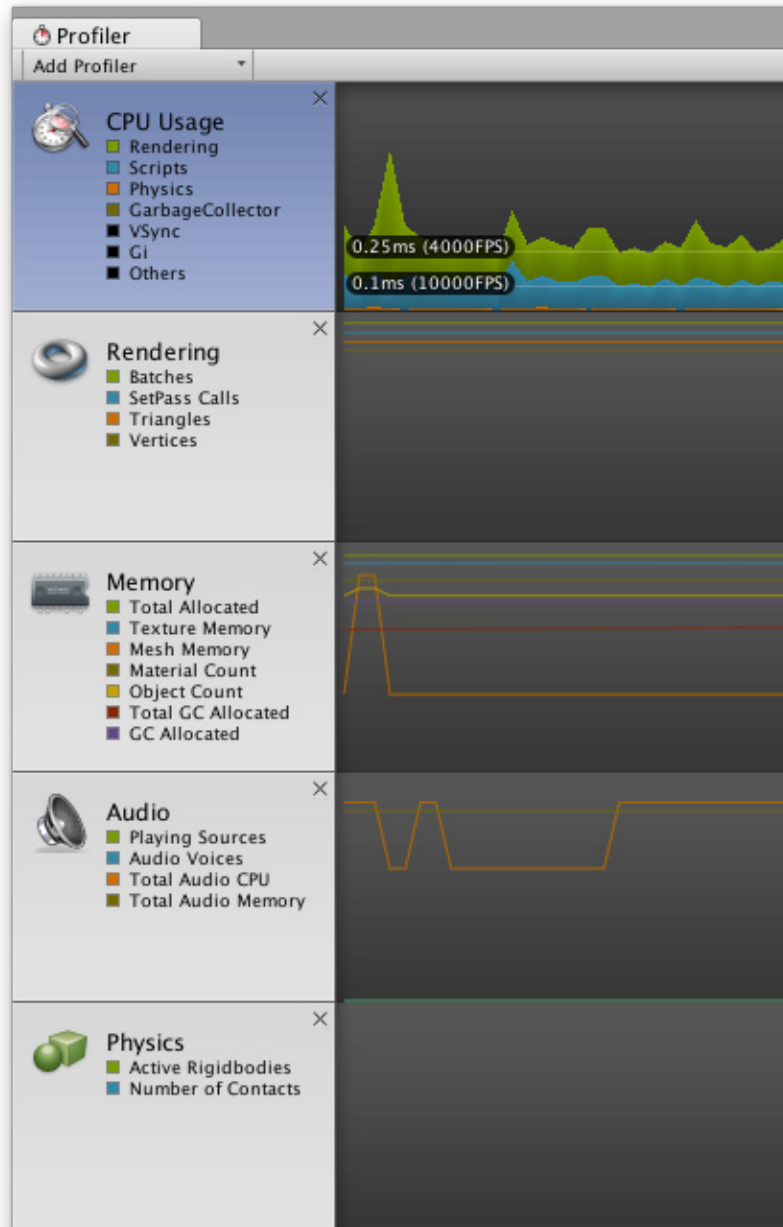 Profiler
Add Profiler
CPU Usage
Rendering
Scripts
Physics
GarbageCollector
VSync
Gi
Others
0.25ms (4000FPS)
0.1ms (10000FPS)
Rendering
Batches
SetPass Calls
Triangles
Vertices
Memory
Total Allocated
Texture Memory
Mesh Memory
Material Count
Object Count
Total GC Allocated
GC Allocated
Audio
Playing Sources
Audio Voices
Total Audio CPU
Total Audio Memory
Physics
Active Rigidbodies
Number of Contacts